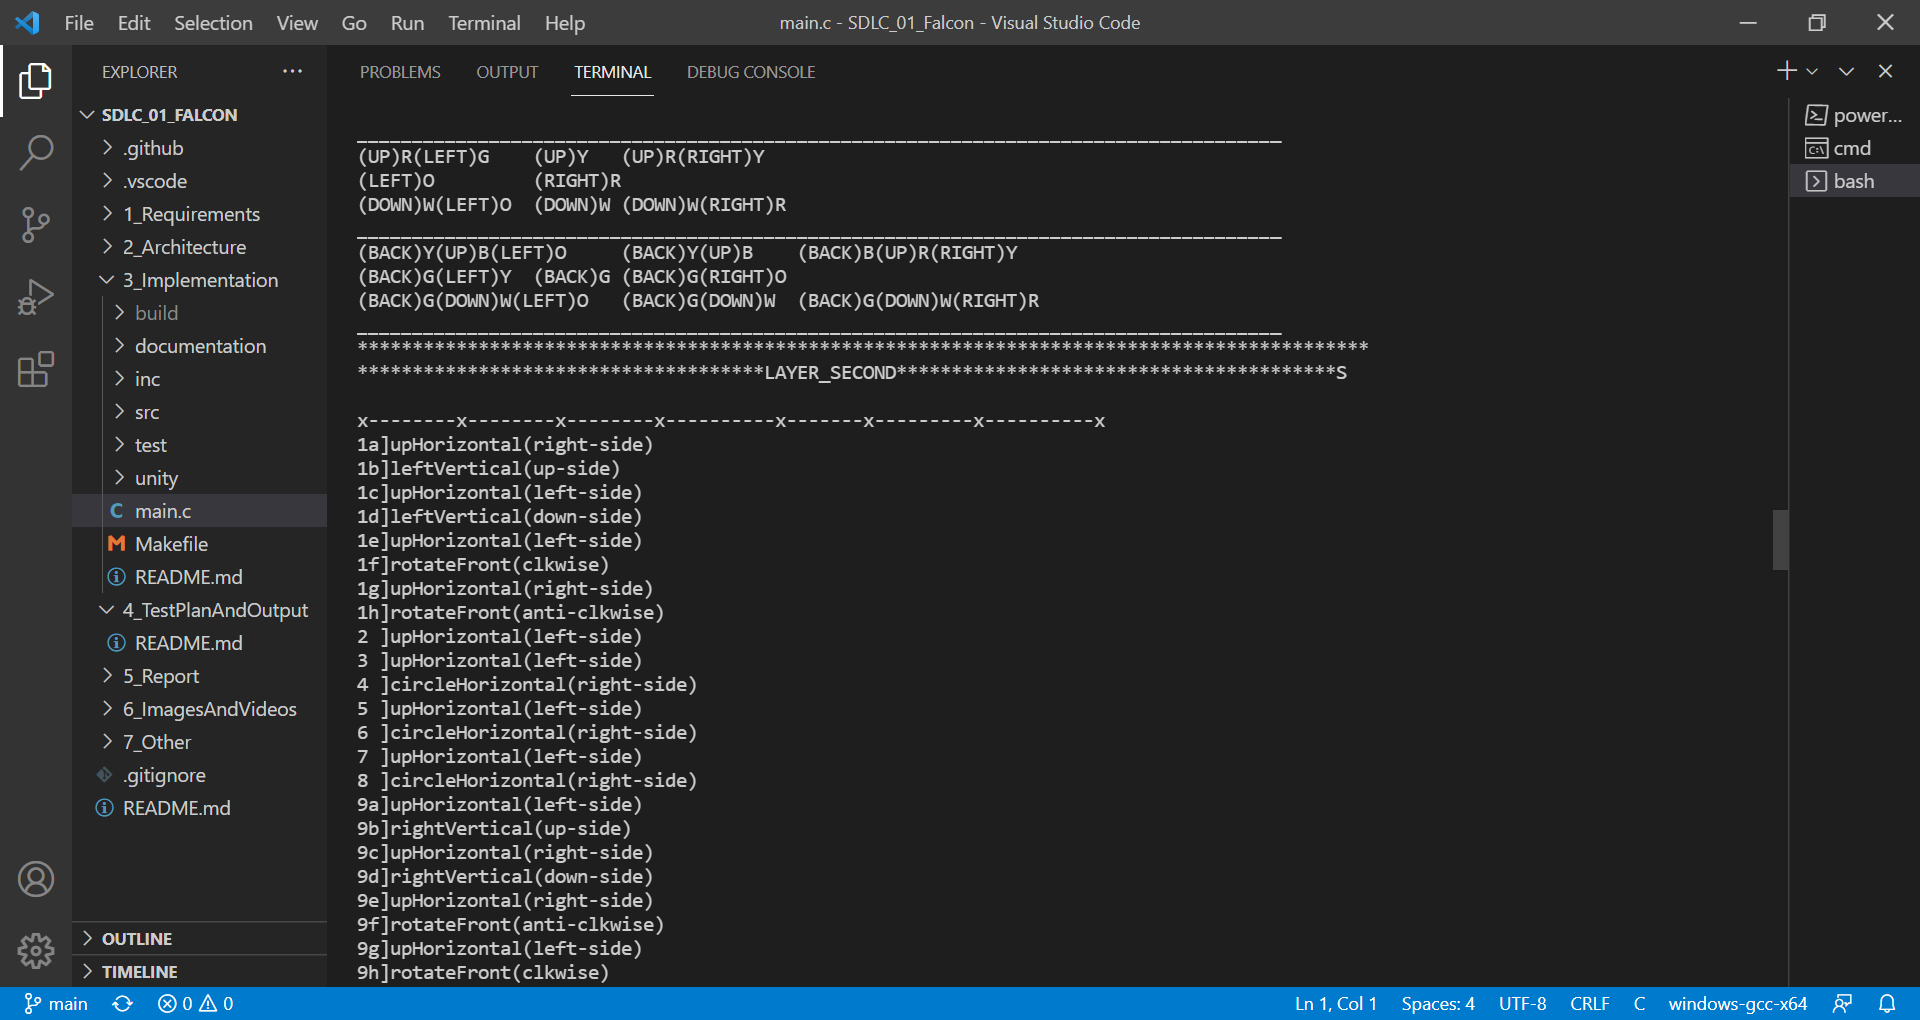 File Edit Selection View Go Run Terminal Help main.c - SDLC_01_Falcon - Visual Studio Code
EXPLORER ...
SDLC_01_FALCON
.github
.vscode
1_Requirements
2_Architecture
3_Implementation
build
documentation
inc
src
test
unity
C main.c
M Makefile
README.md
4_TestPlanAndOutput
README.md
5_Report
6_ImagesAndVideos
7_Other
.gitignore
README.md
OUTLINE
TIMELINE
PROBLEMS OUTPUT TERMINAL DEBUG CONSOLE
____________________________________________________________________________________
(UP)R(LEFT)G    (UP)Y   (UP)R(RIGHT)Y
(LEFT)O         (RIGHT)R
(DOWN)W(LEFT)O  (DOWN)W (DOWN)W(RIGHT)R
____________________________________________________________________________________
(BACK)Y(UP)B(LEFT)O     (BACK)Y(UP)B    (BACK)B(UP)R(RIGHT)Y
(BACK)G(LEFT)Y  (BACK)G (BACK)G(RIGHT)O
(BACK)G(DOWN)W(LEFT)O   (BACK)G(DOWN)W  (BACK)G(DOWN)W(RIGHT)R
____________________________________________________________________________________
********************************************************************************************
*************************************LAYER_SECOND****************************************S
x--------x--------x--------x----------x-------x---------x----------x
1a]upHorizontal(right-side)
1b]leftVertical(up-side)
1c]upHorizontal(left-side)
1d]leftVertical(down-side)
1e]upHorizontal(left-side)
1f]rotateFront(clkwise)
1g]upHorizontal(right-side)
1h]rotateFront(anti-clkwise)
2 ]upHorizontal(left-side)
3 ]upHorizontal(left-side)
4 ]circleHorizontal(right-side)
5 ]upHorizontal(left-side)
6 ]circleHorizontal(right-side)
7 ]upHorizontal(left-side)
8 ]circleHorizontal(right-side)
9a]upHorizontal(left-side)
9b]rightVertical(up-side)
9c]upHorizontal(right-side)
9d]rightVertical(down-side)
9e]upHorizontal(right-side)
9f]rotateFront(anti-clkwise)
9g]upHorizontal(left-side)
9h]rotateFront(clkwise)
power...
cmd
bash
main 0 0 Ln 1, Col 1 Spaces: 4 UTF-8 CRLF C windows-gcc-x64